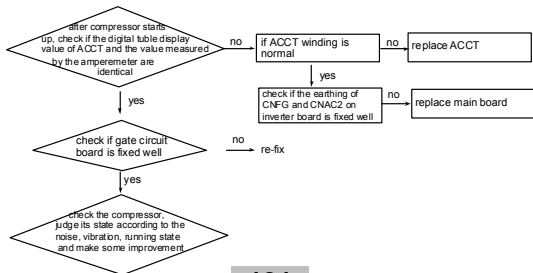 after compressor starts
up, check if the digital tuble display
value of ACCT and the value measured
by the amperemeter are
identical
no
if ACCT winding is
normal
no
replace ACCT
yes
yes
check if the earthing of
CNFG and CNAC2 on
inverter board is fixed well
no
replace main board
check if gate circuit
board is fixed well
no
re-fix
yes
check the compressor,
judge its state according to the
noise, vibration, running state
and make some improvement